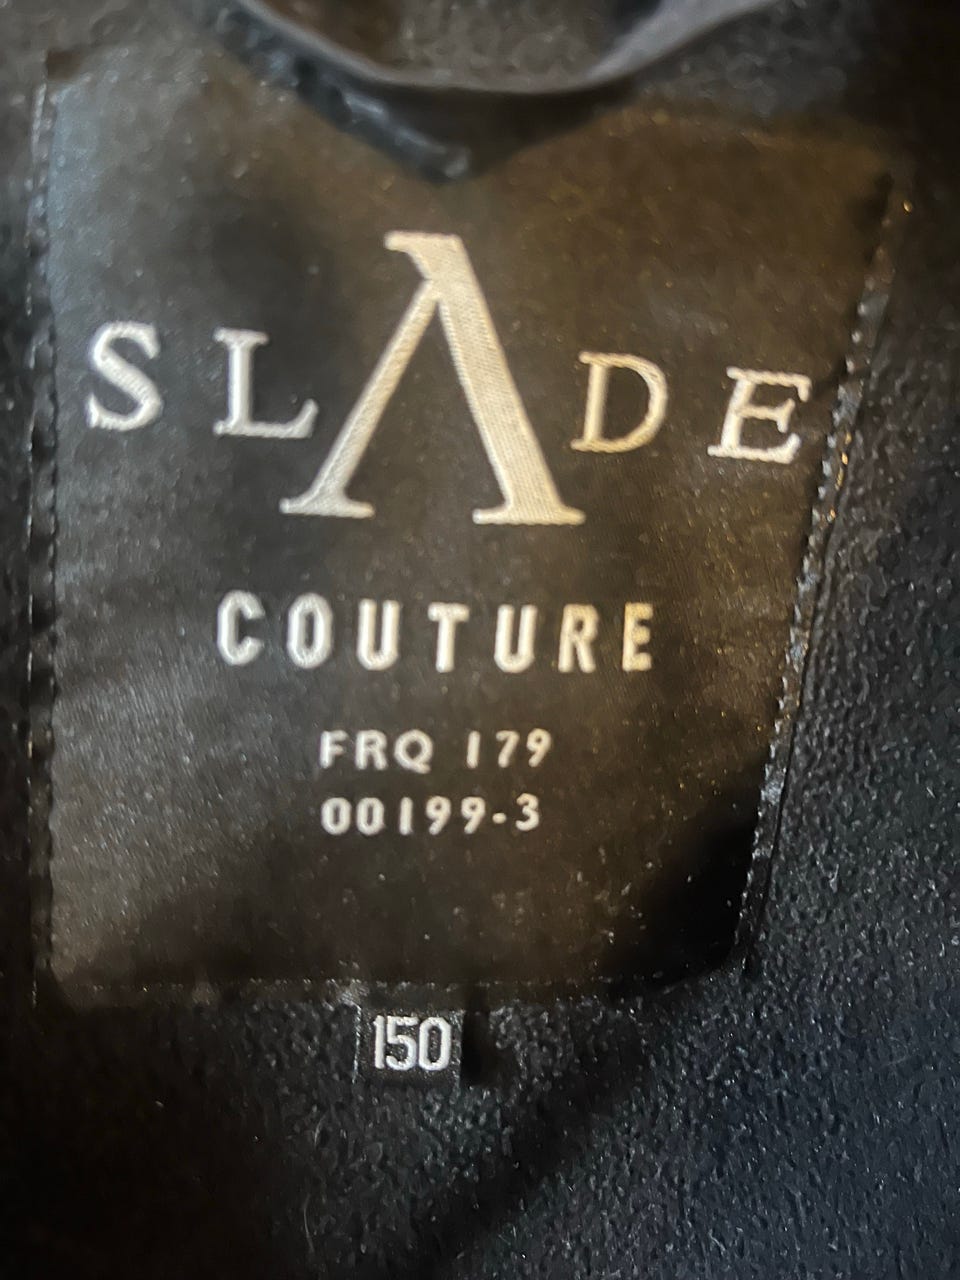 SLΛDE
COUTURE
FRQ 179
00199-3
150